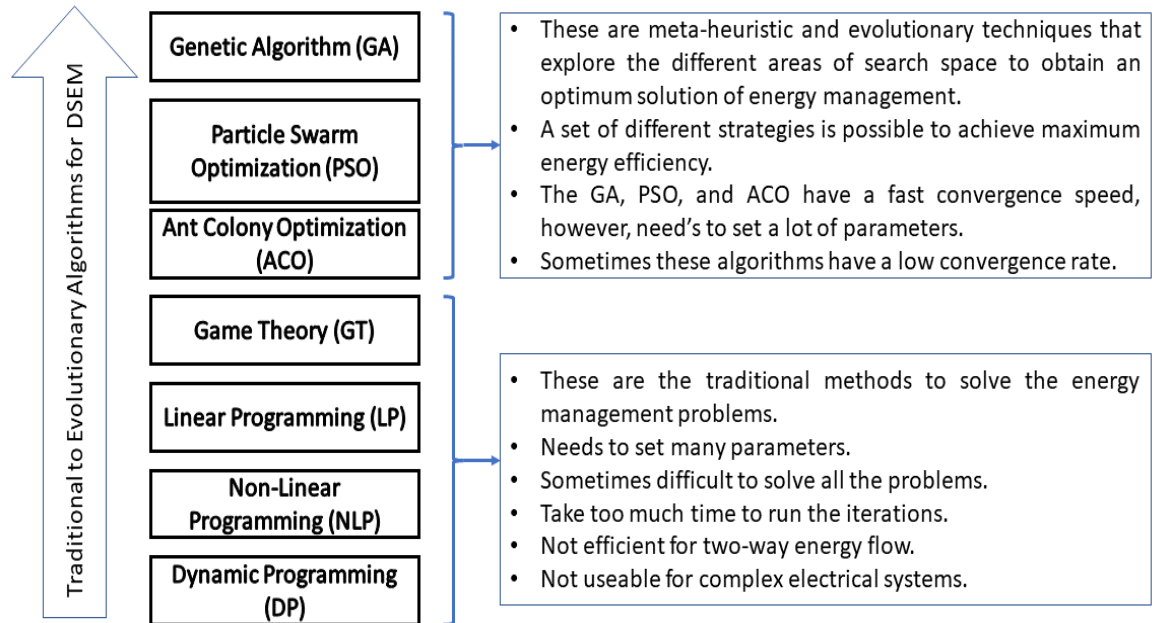 Traditional to Evolutionary Algorithms for DSEM
Genetic Algorithm (GA)
Particle Swarm
Optimization (PSO)
Ant Colony Optimization
(ACO)
Game Theory (GT)
Linear Programming (LP)
Non-Linear
Programming (NLP)
Dynamic Programming
(DP)
• These are meta-heuristic and evolutionary techniques that
explore the different areas of search space to obtain an
optimum solution of energy management.
• A set of different strategies is possible to achieve maximum
energy efficiency.
• The GA, PSO, and ACO have a fast convergence speed,
however, need's to set a lot of parameters.
• Sometimes these algorithms have a low convergence rate.
• These are the traditional methods to solve the energy
management problems.
• Needs to set many parameters.
• Sometimes difficult to solve all the problems.
• Take too much time to run the iterations.
• Not efficient for two-way energy flow.
• Not useable for complex electrical systems.